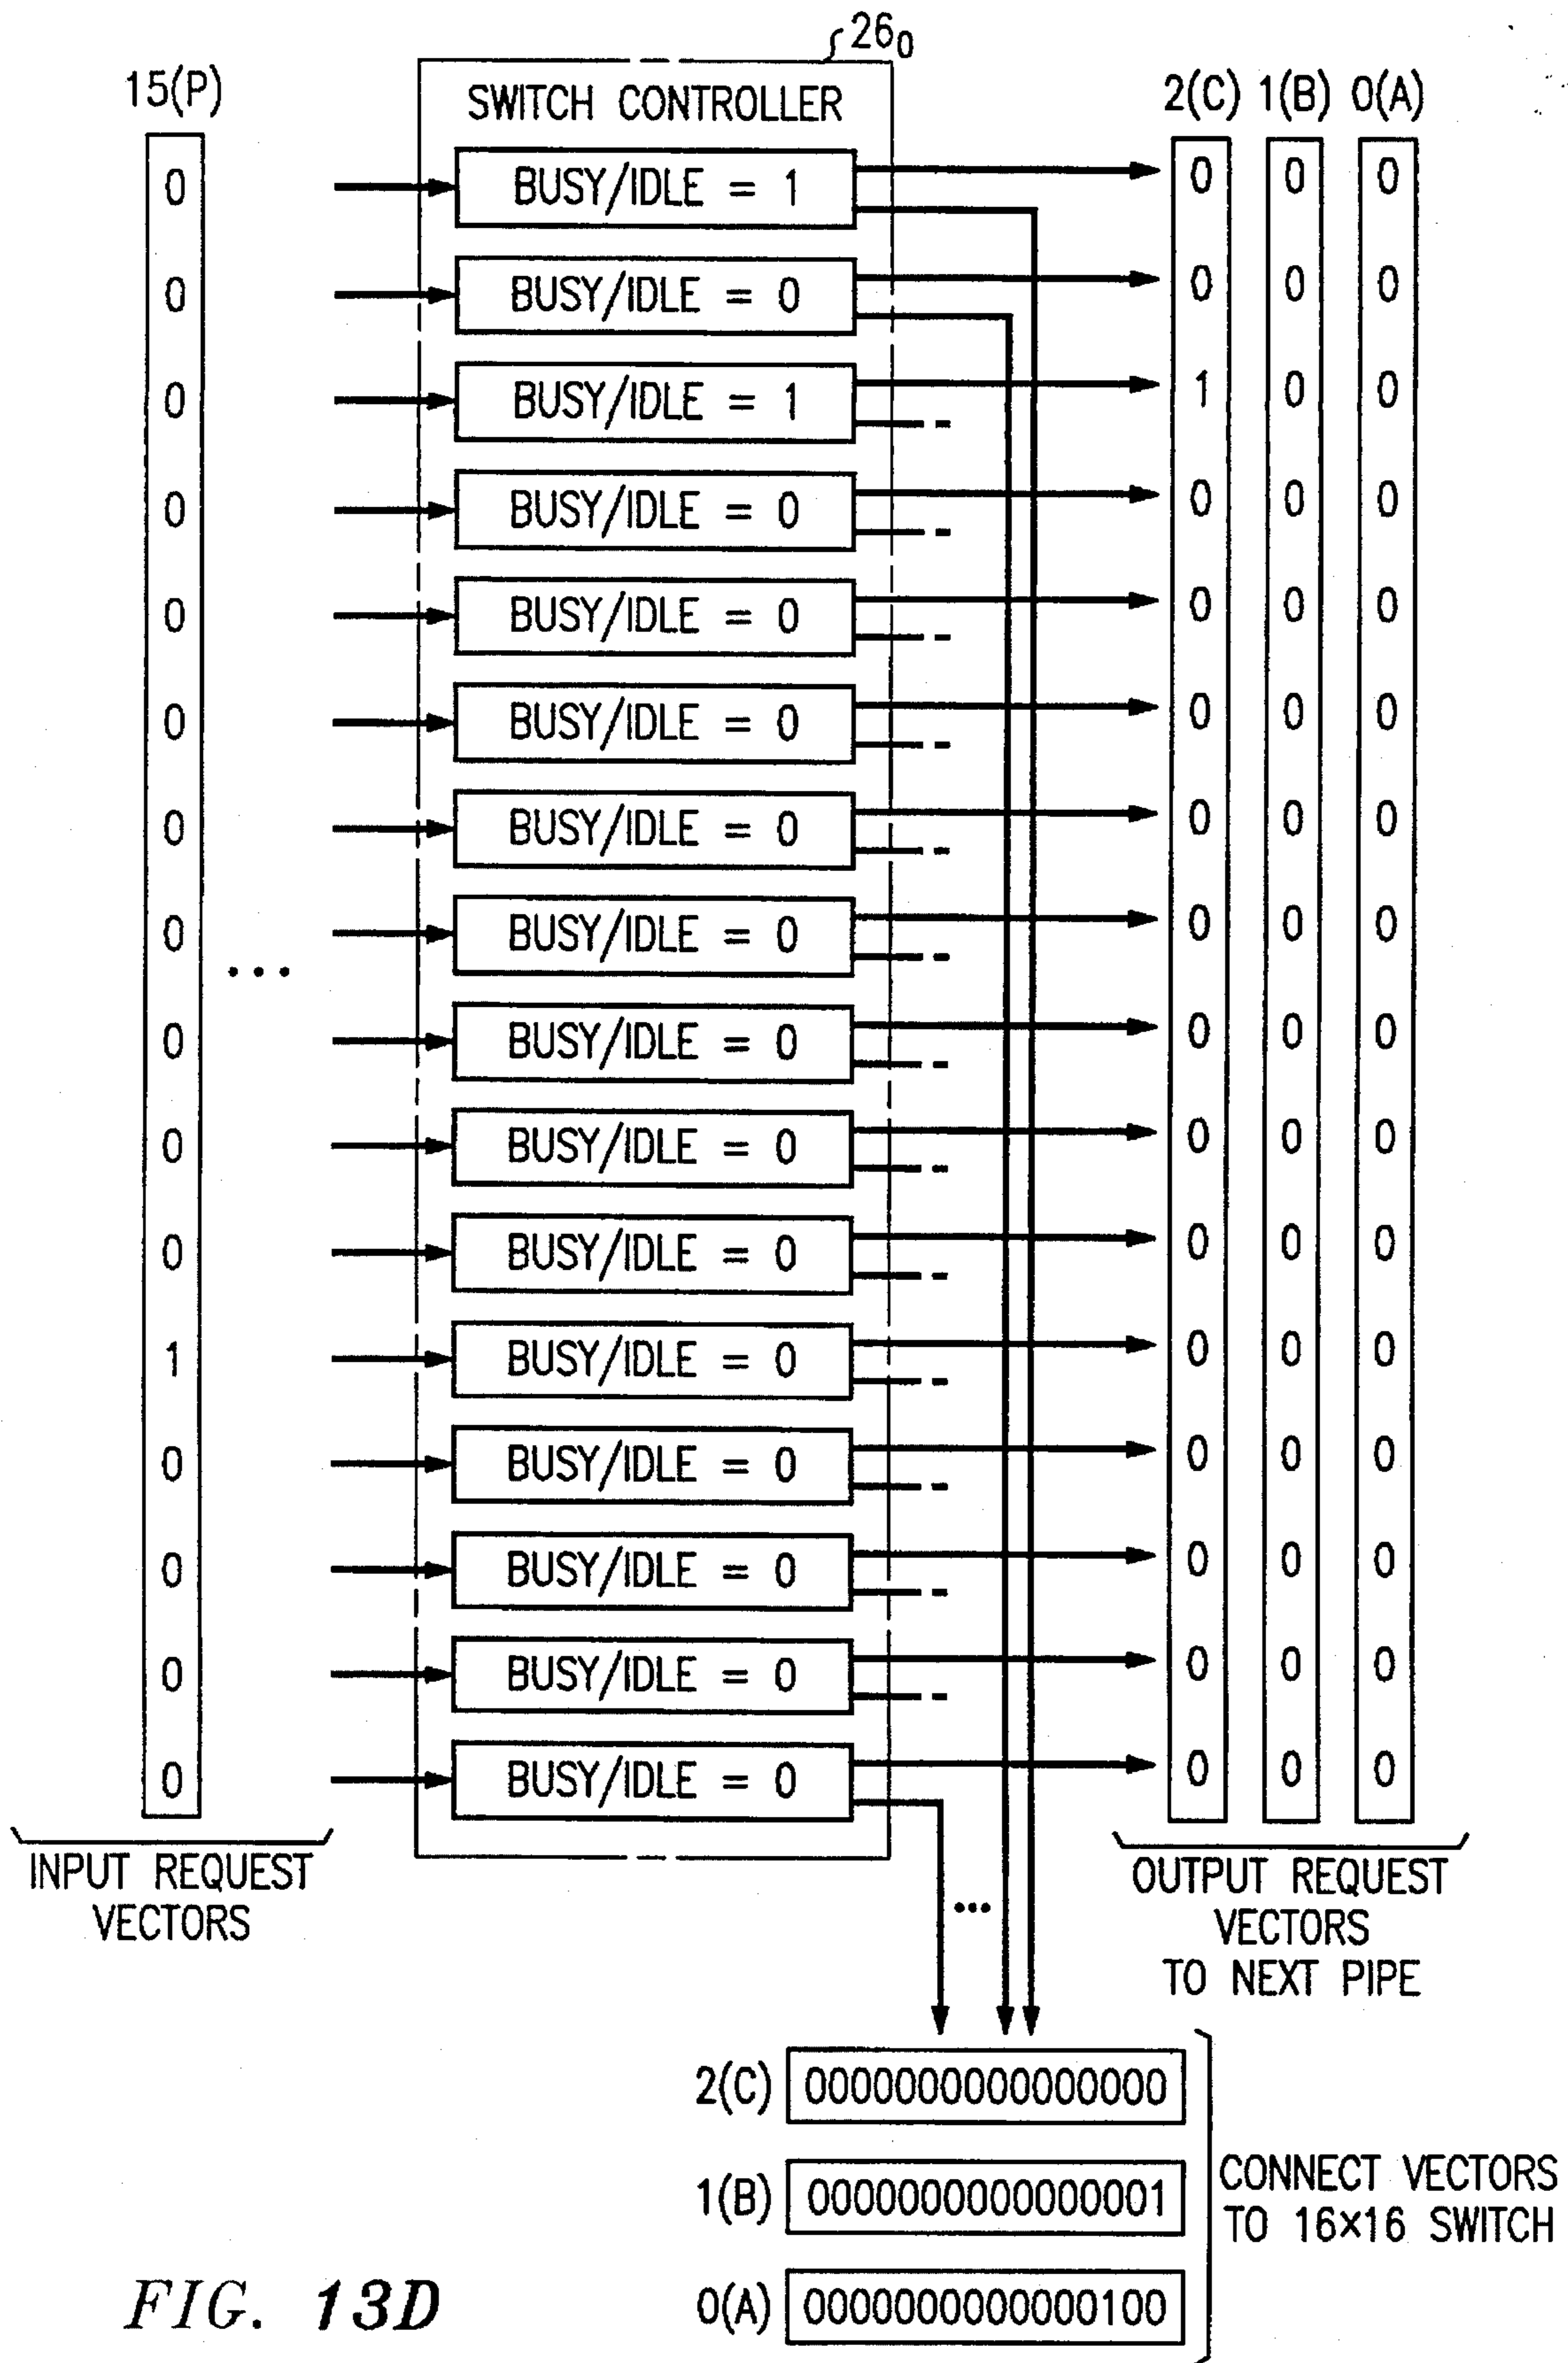 26₀
15(P) SWITCH CONTROLLER 2(C) 1(B) 0(A)
0 BUSY/IDLE = 1 0 0 0
0 BUSY/IDLE = 0 0 0 0
0 BUSY/IDLE = 1 1 0 0
0 BUSY/IDLE = 0 0 0 0
0 BUSY/IDLE = 0 0 0 0
0 BUSY/IDLE = 0 0 0 0
0 BUSY/IDLE = 0 0 0 0
0 BUSY/IDLE = 0 0 0 0
...
0 BUSY/IDLE = 0 0 0 0
0 BUSY/IDLE = 0 0 0 0
0 BUSY/IDLE = 0 0 0 0
1 BUSY/IDLE = 0 0 0 0
0 BUSY/IDLE = 0 0 0 0
0 BUSY/IDLE = 0 0 0 0
0 BUSY/IDLE = 0 0 0 0
0 BUSY/IDLE = 0 0 0 0
INPUT REQUEST
VECTORS
OUTPUT REQUEST
VECTORS
TO NEXT PIPE
...
2(C) 0000000000000000
1(B) 0000000000000001
0(A) 0000000000000100
CONNECT VECTORS
TO 16×16 SWITCH
FIG. 13D